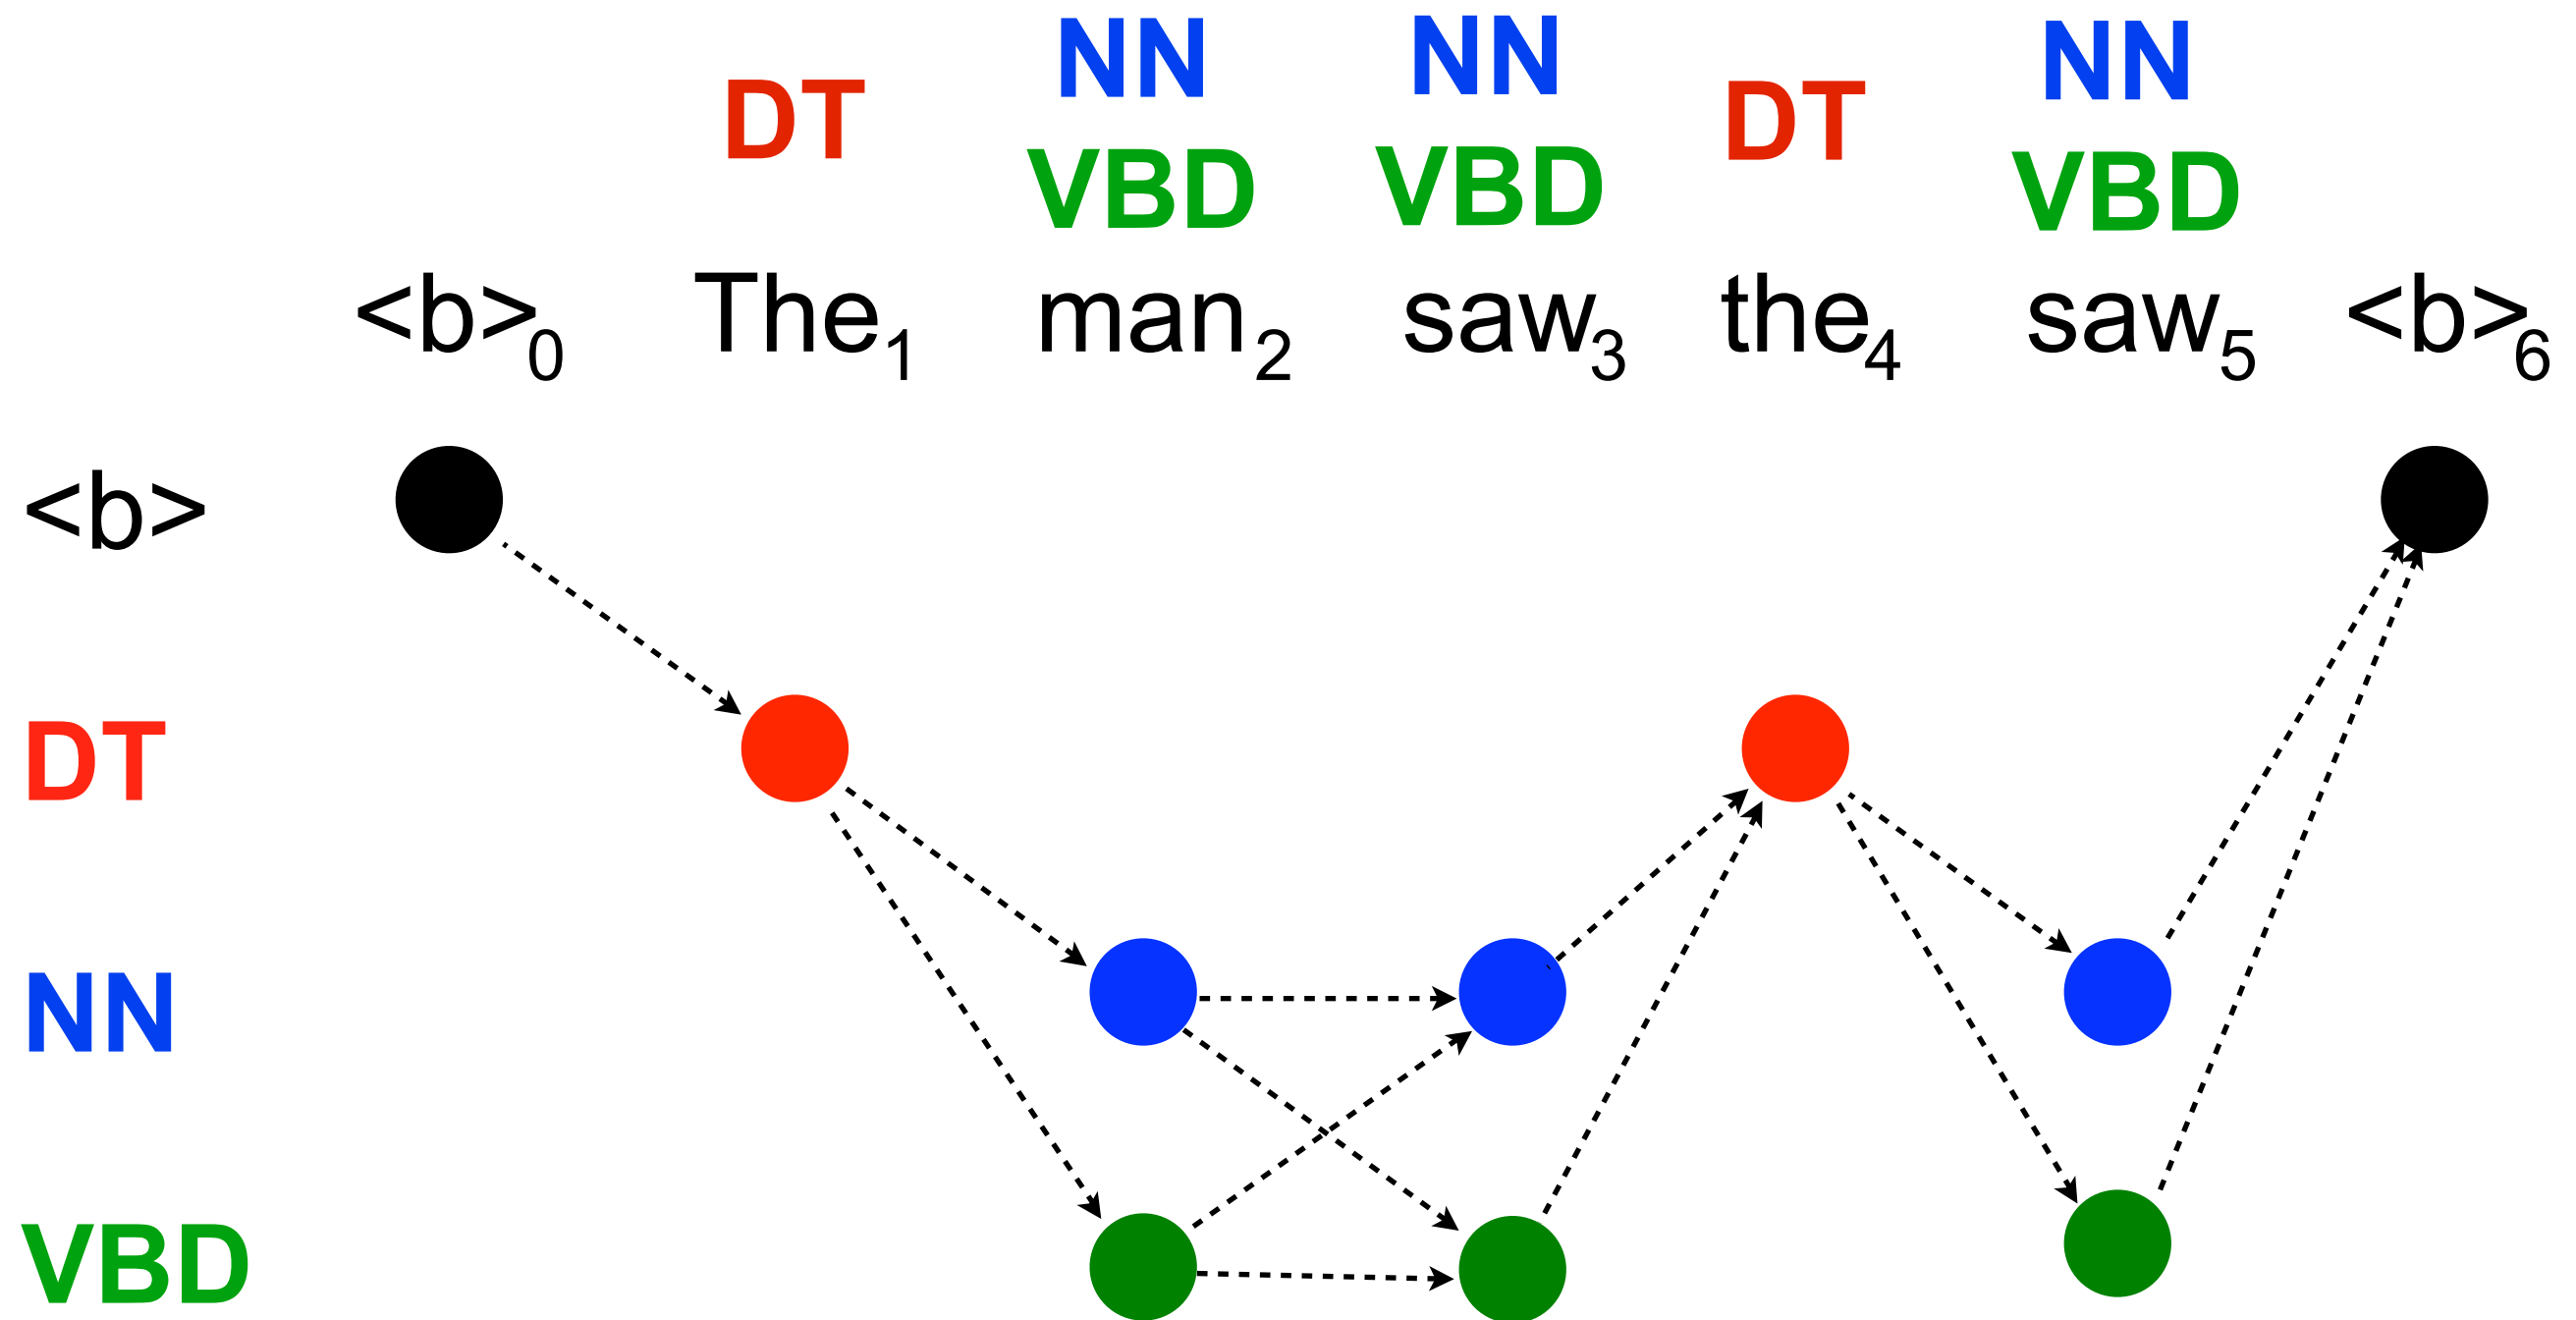 NN NN NN
DT DT
VBD VBD VBD
<b>0 The1 man2 saw3 the4 saw5 <b>6
<b>
DT
NN
VBD